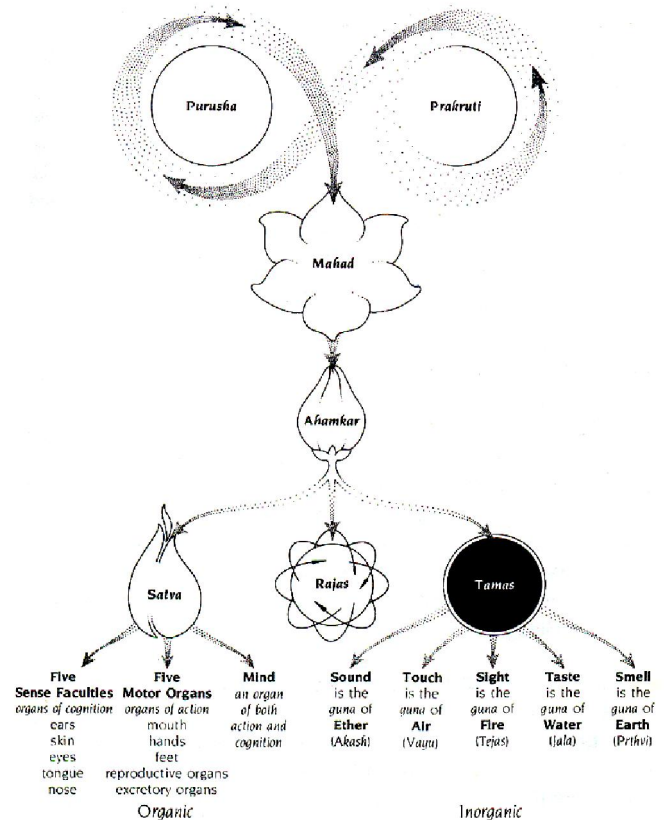 Purusha
Prakruti
Mahad
Ahamkar
Satva
Rajas
Tamas
Five
Sense Faculties
organs of cognition
ears
skin
eyes
tongue
nose
Five
Motor Organs
organs of action
mouth
hands
feet
reproductive organs
excretory organs
Mind
an organ
of both
action and
cognition
Sound
is the
guna of
Ether
(Akash)
Touch
is the
guna of
Air
(Vayu)
Sight
is the
guna of
Fire
(Tejas)
Taste
is the
guna of
Water
(Jala)
Smell
is the
guna of
Earth
(Prthvi)
Organic
Inorganic